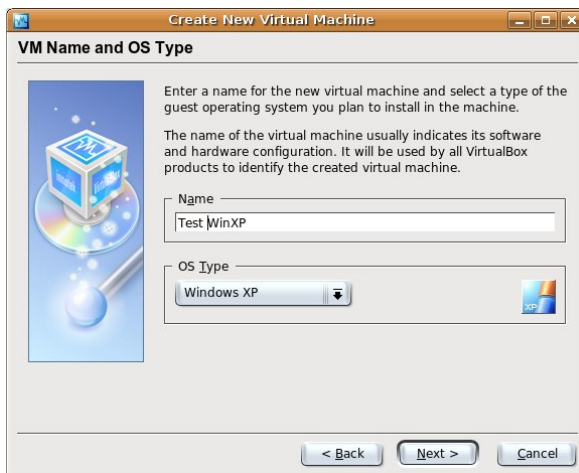 Create New Virtual Machine
VM Name and OS Type
Enter a name for the new virtual machine and select a type of the
guest operating system you plan to install in the machine.
The name of the virtual machine usually indicates its software
and hardware configuration. It will be used by all VirtualBox
products to identify the created virtual machine.
Name
Test WinXP
OS Type
Windows XP
XP
< Back
Next >
Cancel